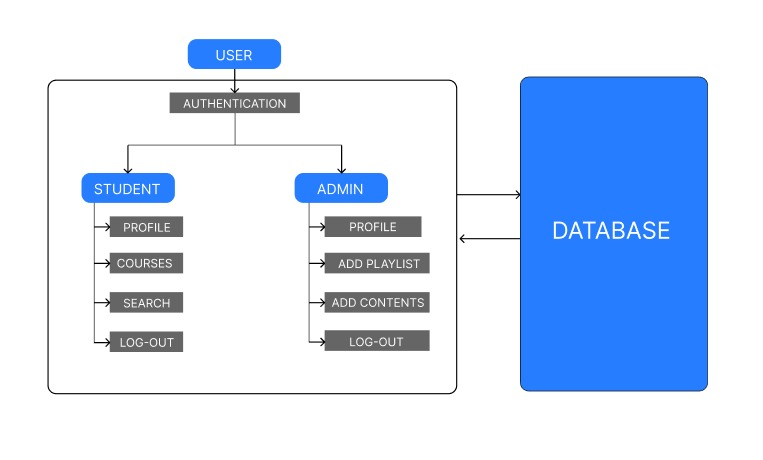 USER
AUTHENTICATION
STUDENT
PROFILE
COURSES
SEARCH
LOG-OUT
ADMIN
PROFILE
ADD PLAYLIST
ADD CONTENTS
LOG-OUT
DATABASE